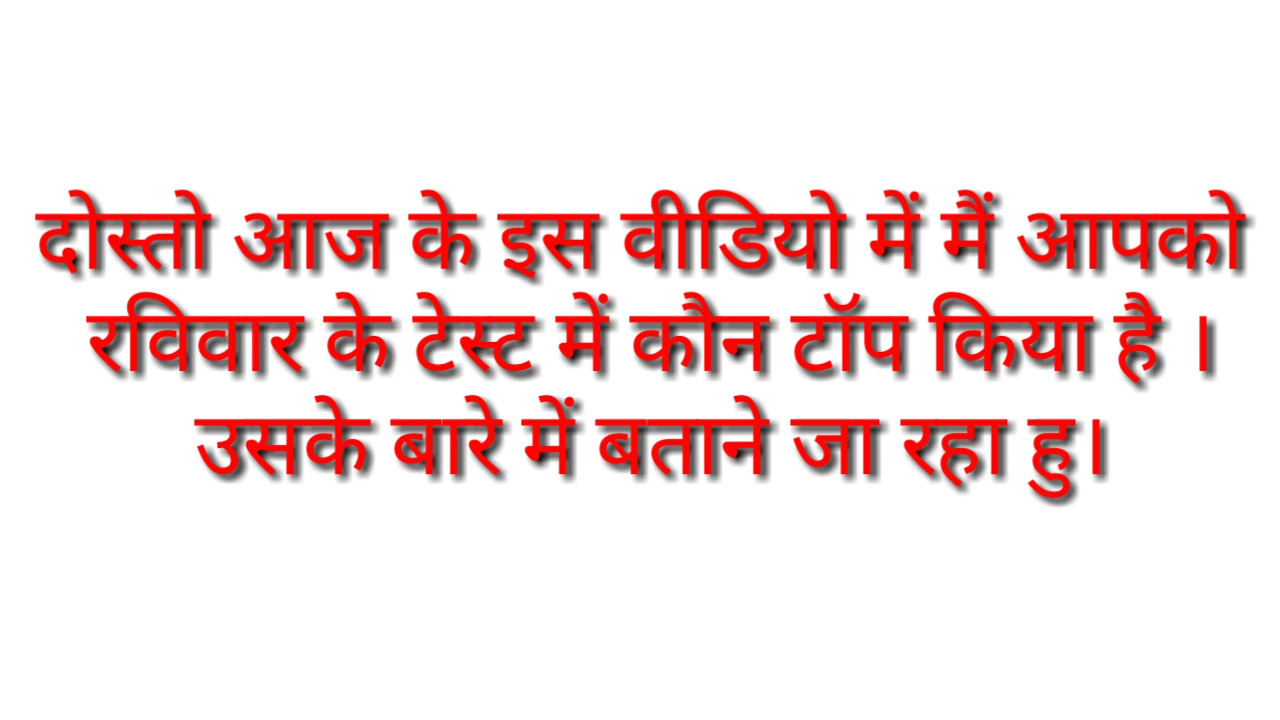 दोस्तो आज के इस वीडियो में मैं आपको
रविवार के टेस्ट में कौन टॉप किया है ।
उसके बारे में बताने जा रहा हु।